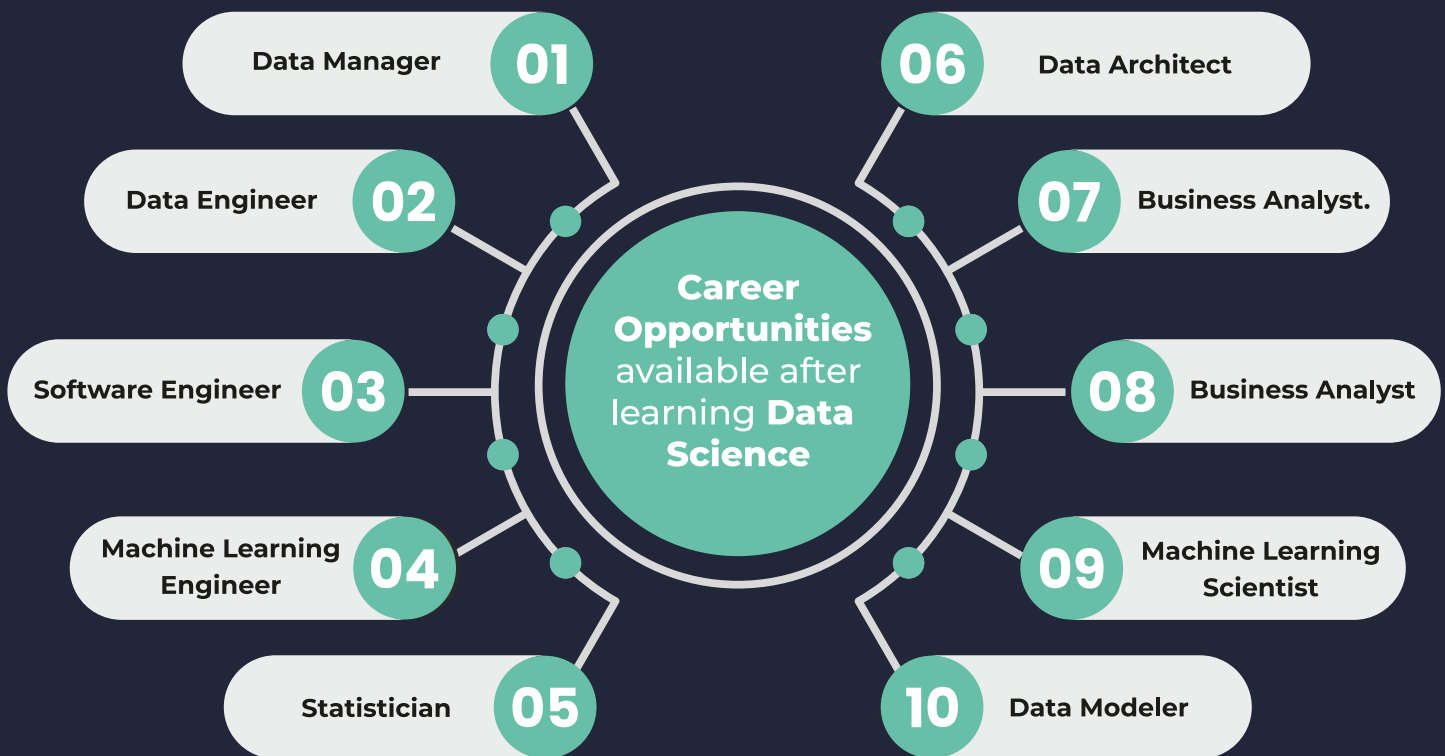 Data Manager 01
Data Engineer 02
Software Engineer 03
Machine Learning
Engineer
04
Statistician 05
Career
Opportunities
available after
learning Data
Science
06 Data Architect
07 Business Analyst.
08 Business Analyst
09
Machine Learning
Scientist
10 Data Modeler